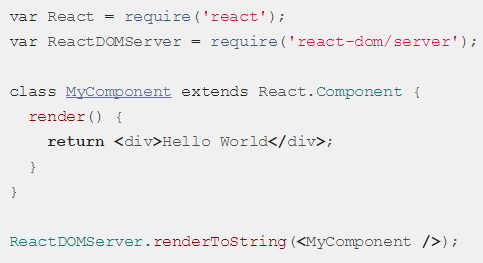 var React = require('react');
var ReactDOMServer = require('react-dom/server');
class MyComponent extends React.Component {
render() {
return <div>Hello World</div>;
}
}
ReactDOMServer.renderToString(<MyComponent />);